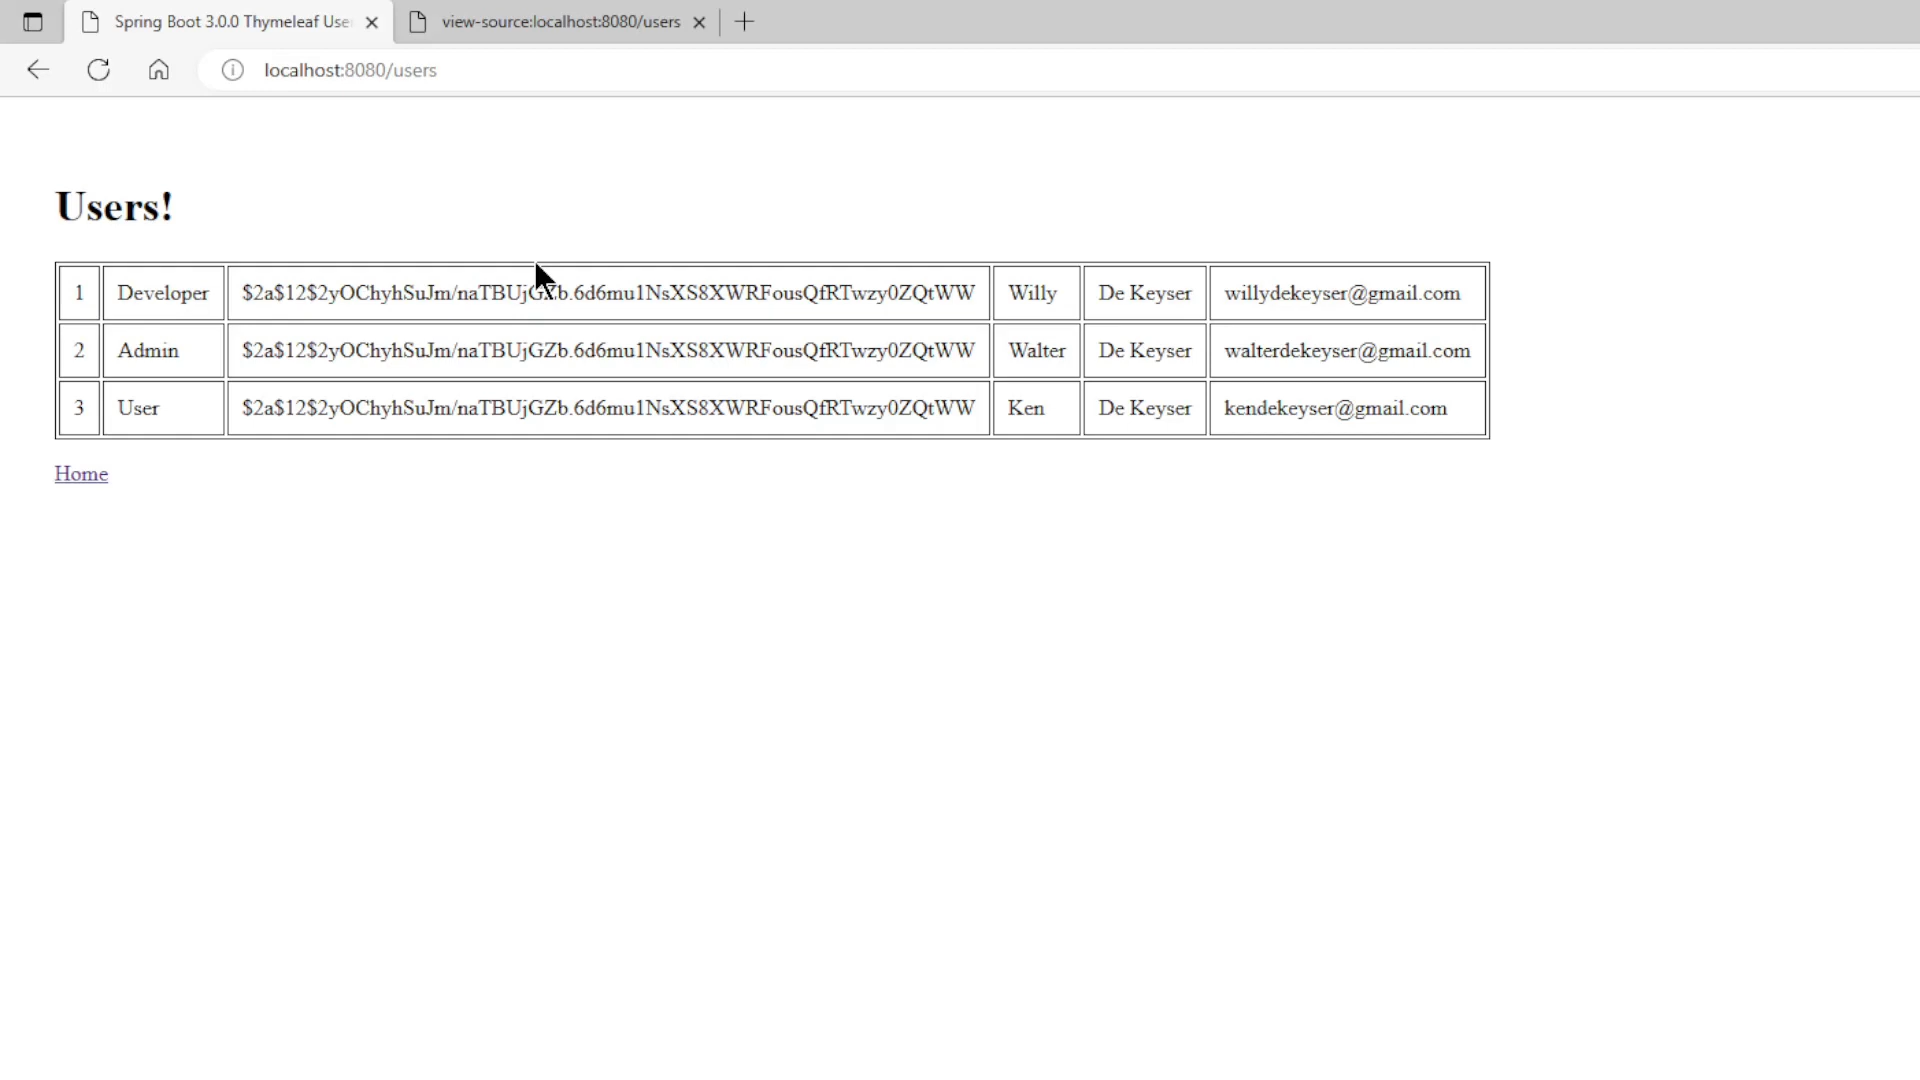 Spring Boot 3.0.0 Thymeleaf Use
view-source:localhost:8080/users
localhost:8080/users
Users!
1 Developer $2a$12$2yOChyhSuJm/naTBUjGZb.6d6mu1NsXS8XWRFousQfRTwzy0ZQtWW Willy De Keyser willydekeyser@gmail.com
2 Admin $2a$12$2yOChyhSuJm/naTBUjGZb.6d6mu1NsXS8XWRFousQfRTwzy0ZQtWW Walter De Keyser walterdekeyser@gmail.com
3 User $2a$12$2yOChyhSuJm/naTBUjGZb.6d6mu1NsXS8XWRFousQfRTwzy0ZQtWW Ken De Keyser kendekeyser@gmail.com
Home